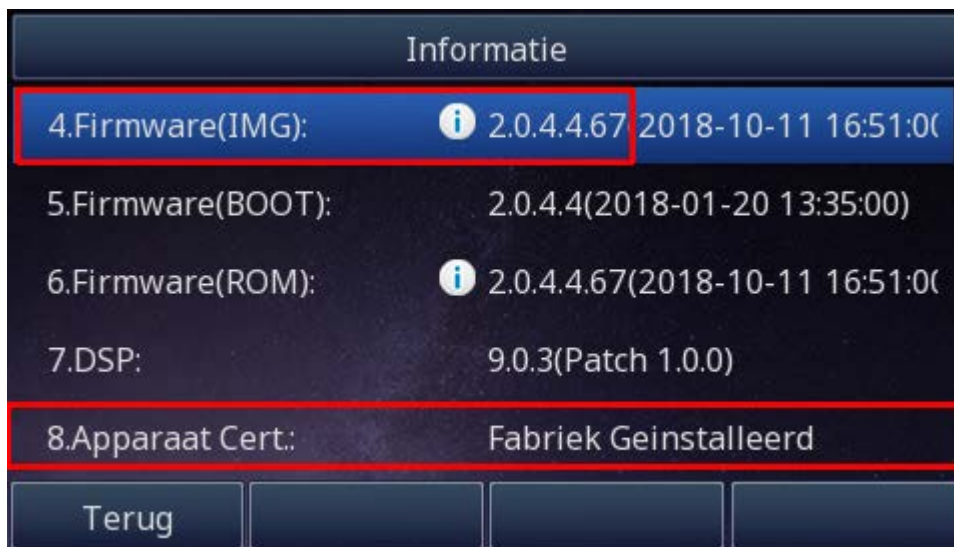 Informatie
4.Firmware(IMG): 2.0.4.4.67(2018-10-11 16:51:0(
5.Firmware(BOOT): 2.0.4.4(2018-01-20 13:35:00)
6.Firmware(ROM): 2.0.4.4.67(2018-10-11 16:51:0(
7.DSP: 9.0.3(Patch 1.0.0)
8.Apparaat Cert.: Fabriek Geinstalleerd
Terug